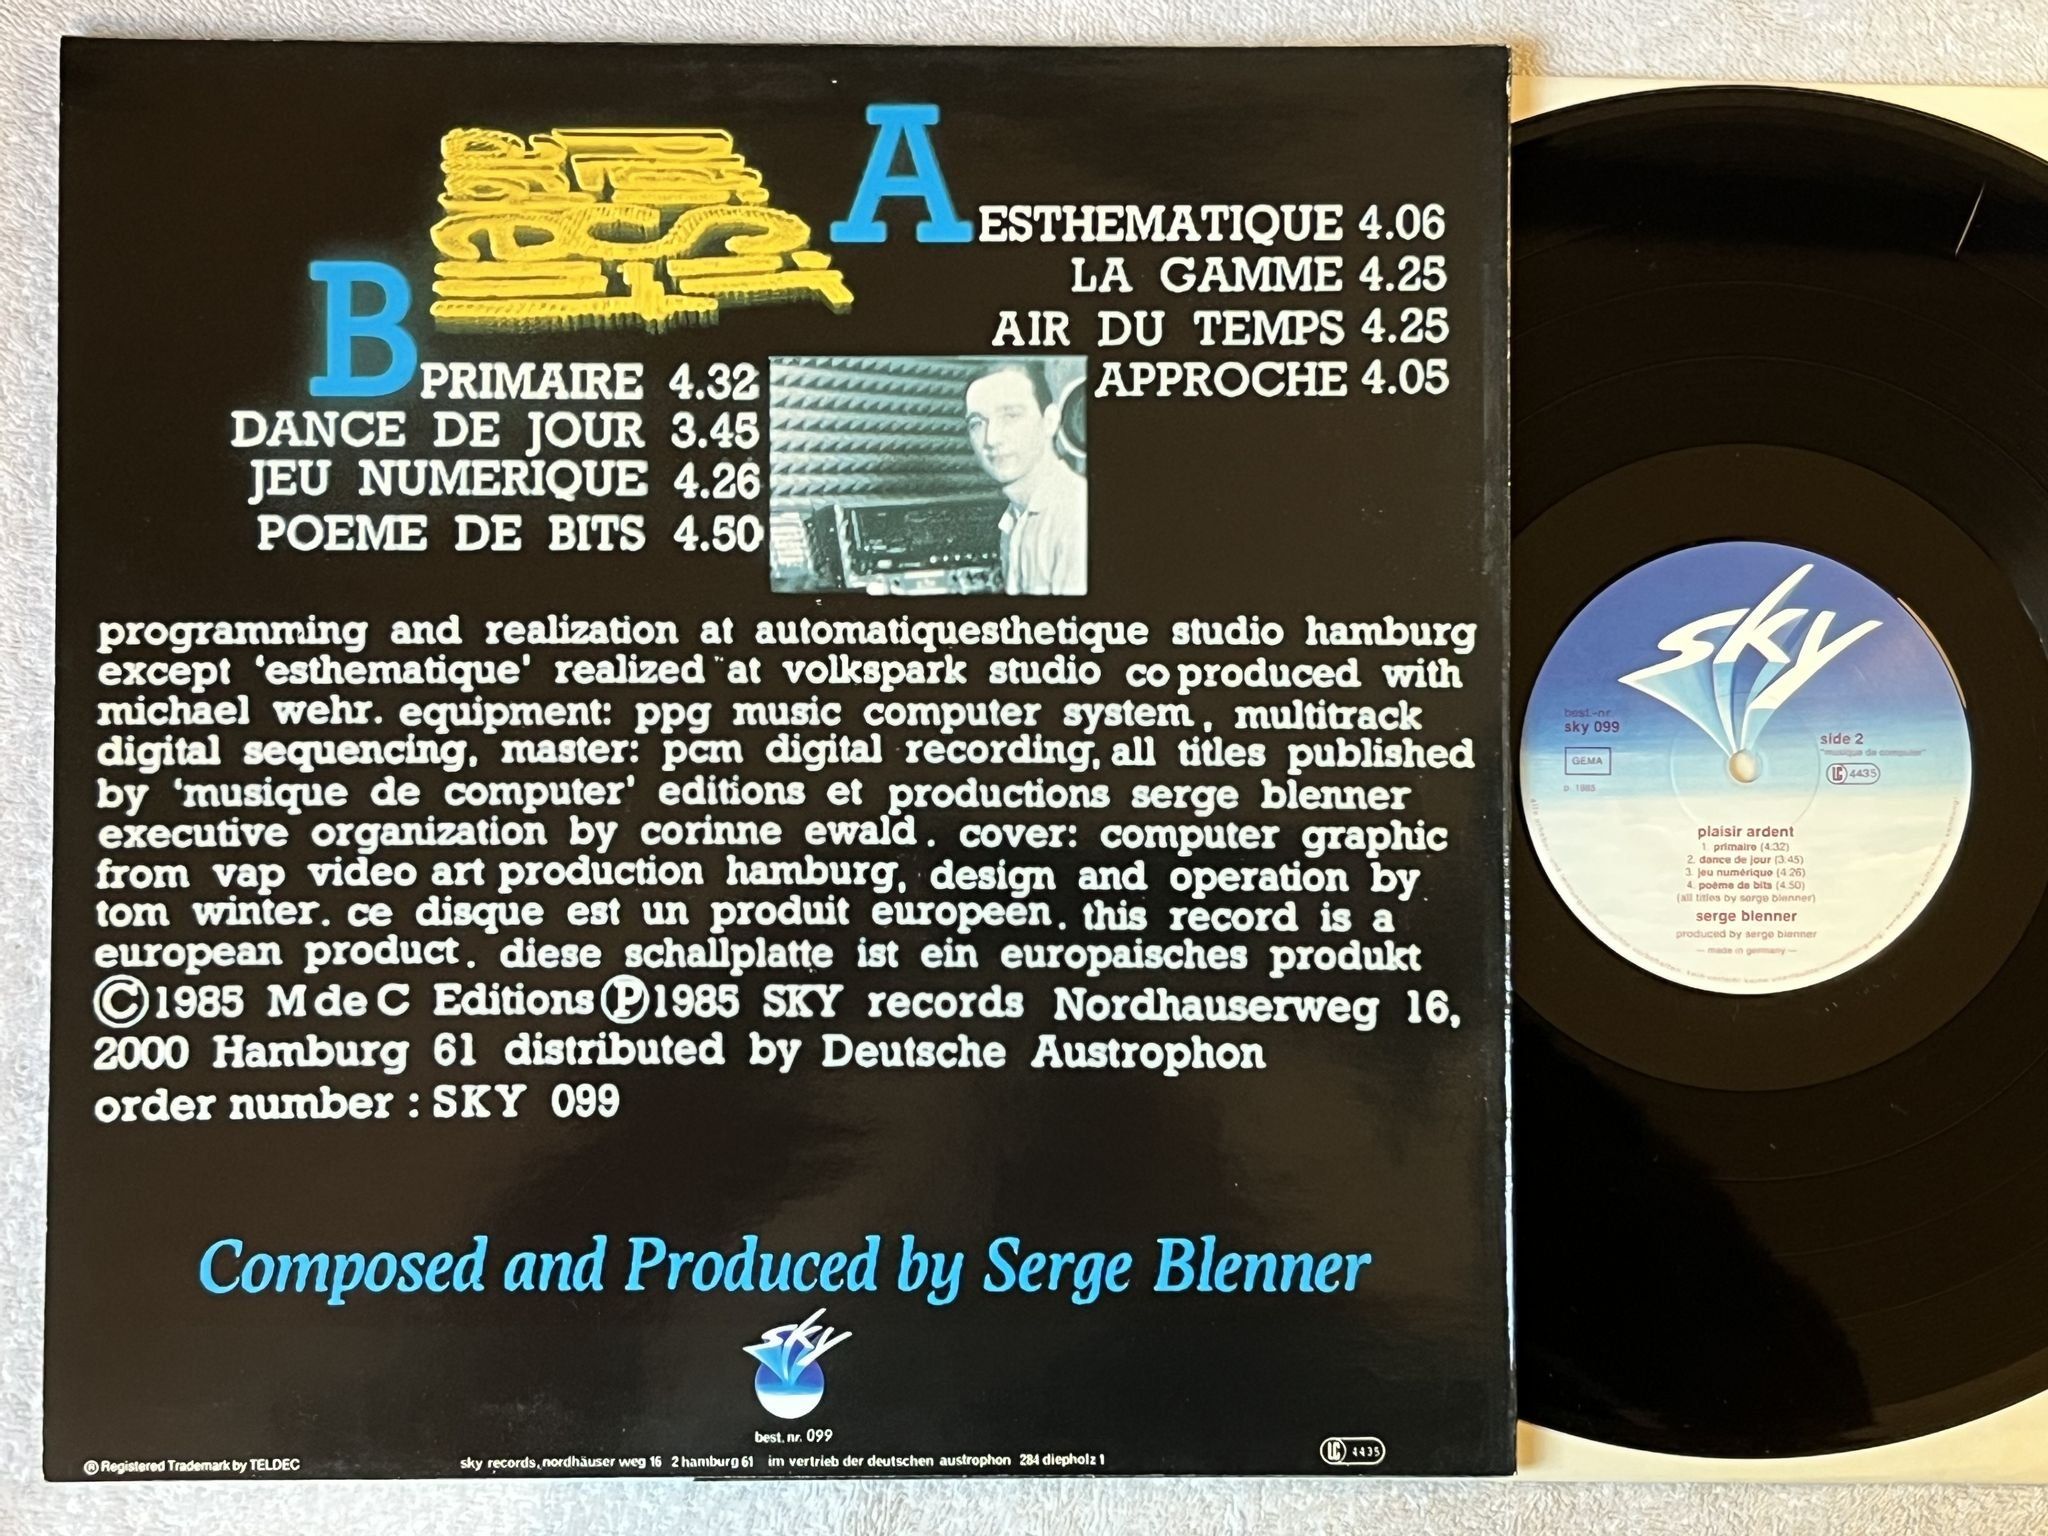 A
ESTHEMATIQUE 4.06
LA GAMME 4.25
AIR DU TEMPS 4.25
APPROCHE 4.05
B
PRIMAIRE 4.32
DANCE DE JOUR 3.45
JEU NUMERIQUE 4.26
POEME DE BITS 4.50
programming and realization at automatiquesthetique studio hamburg
except 'esthematique' realized at volkspark studio coproduced with
michael wehr. equipment: ppg music computer system, multitrack
digital sequencing, master: pcm digital recording, all titles published
by 'musique de computer' editions et productions serge blenner
executive organization by corinne ewald. cover: computer graphic
from vap video art production hamburg, design and operation by
tom winter. ce disque est un produit europeen. this record is a
european product. diese schallplatte ist ein europaisches produkt
©1985 M de C Editions ℗1985 SKY records Nordhauserweg 16,
2000 Hamburg 61 distributed by Deutsche Austrophon
order number : SKY 099
Composed and Produced by Serge Blenner
sky
best. nr. 099
® Registered Trademark by TELDEC
sky records, nordhäuser weg 16 2 hamburg 61 im vertrieb der deutschen austrophon 284 diepholz 1
LC 4435
sky
best.-nr.
sky 099
GEMA
p. 1985
side 2
"musique de computer"
LC 4435
plaisir ardent
1. primaire (4.32)
2. dance de jour (3:45)
3. jeu numérique (4.26)
4. poème de bits (4.50)
(all titles by serge blenner)
serge blenner
produced by serge blenner
— made in germany —